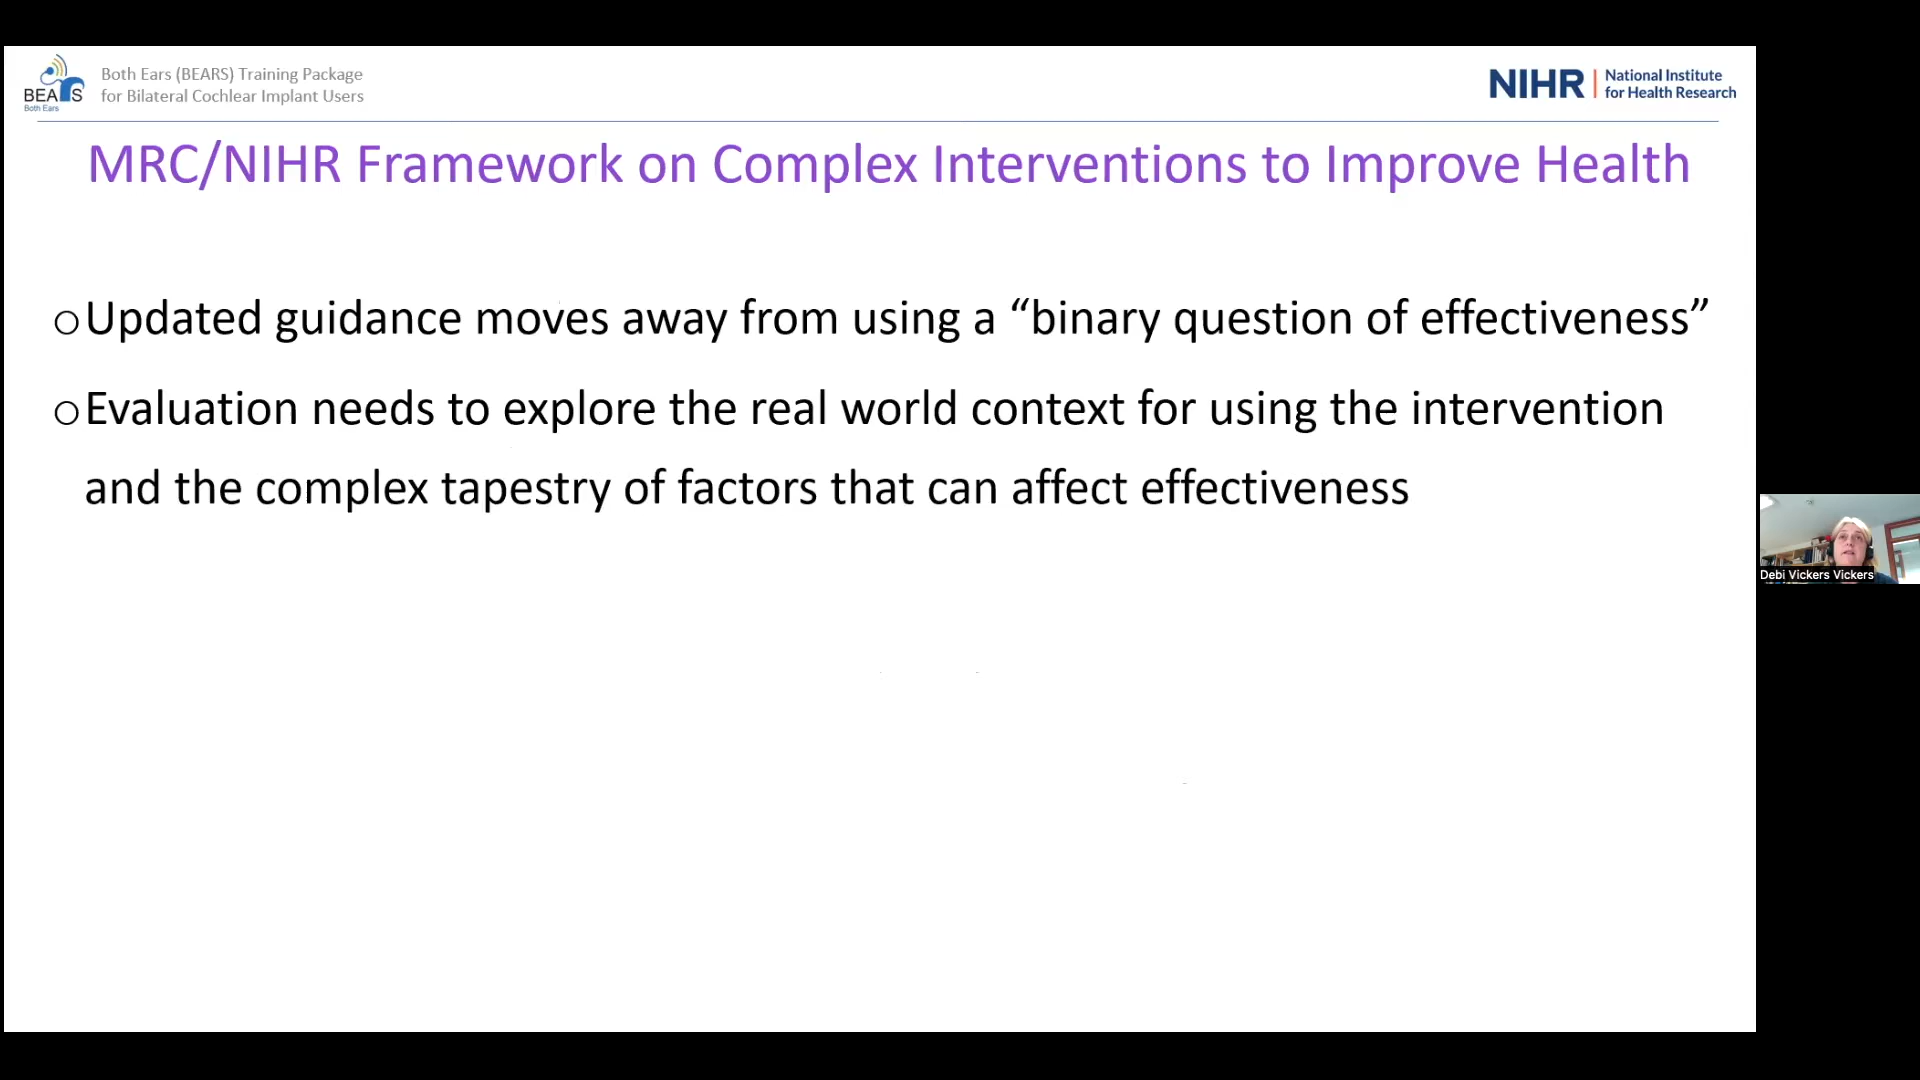 BEARS
Both Ears
Both Ears (BEARS) Training Package
for Bilateral Cochlear Implant Users
NIHR | National Institute
for Health Research
MRC/NIHR Framework on Complex Interventions to Improve Health
○Updated guidance moves away from using a “binary question of effectiveness”
○Evaluation needs to explore the real world context for using the intervention
and the complex tapestry of factors that can affect effectiveness
Debi Vickers Vickers